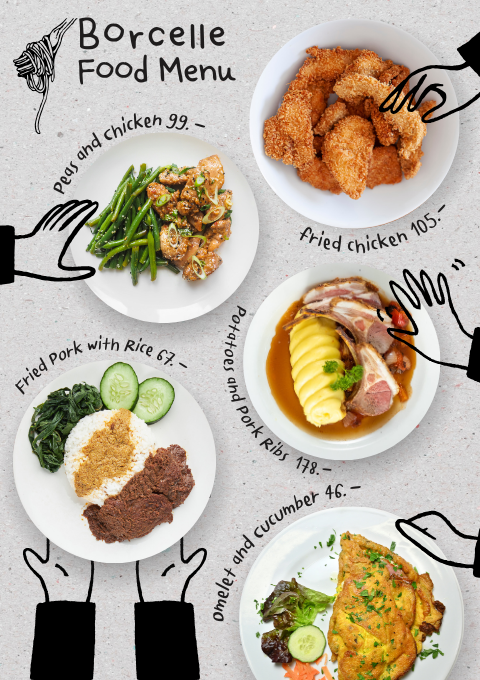 Borcelle
Food Menu
Peas and chicken 99.-
fried chicken 105.-
Potatoes and Pork Ribs 178.-
Fried Pork with Rice 67.-
omelet and cucumber 46.-